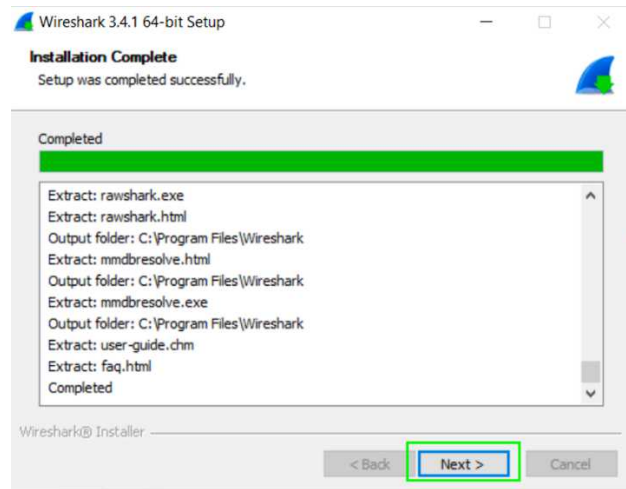 Wireshark 3.4.1 64-bit Setup
Installation Complete
Setup was completed successfully.
Completed
Extract: rawshark.exe
Extract: rawshark.html
Output folder: C:\Program Files\Wireshark
Extract: mmdbresolve.html
Output folder: C:\Program Files\Wireshark
Extract: mmdbresolve.exe
Output folder: C:\Program Files\Wireshark
Extract: user-guide.chm
Extract: faq.html
Completed
Wireshark® Installer
< Back Next > Cancel